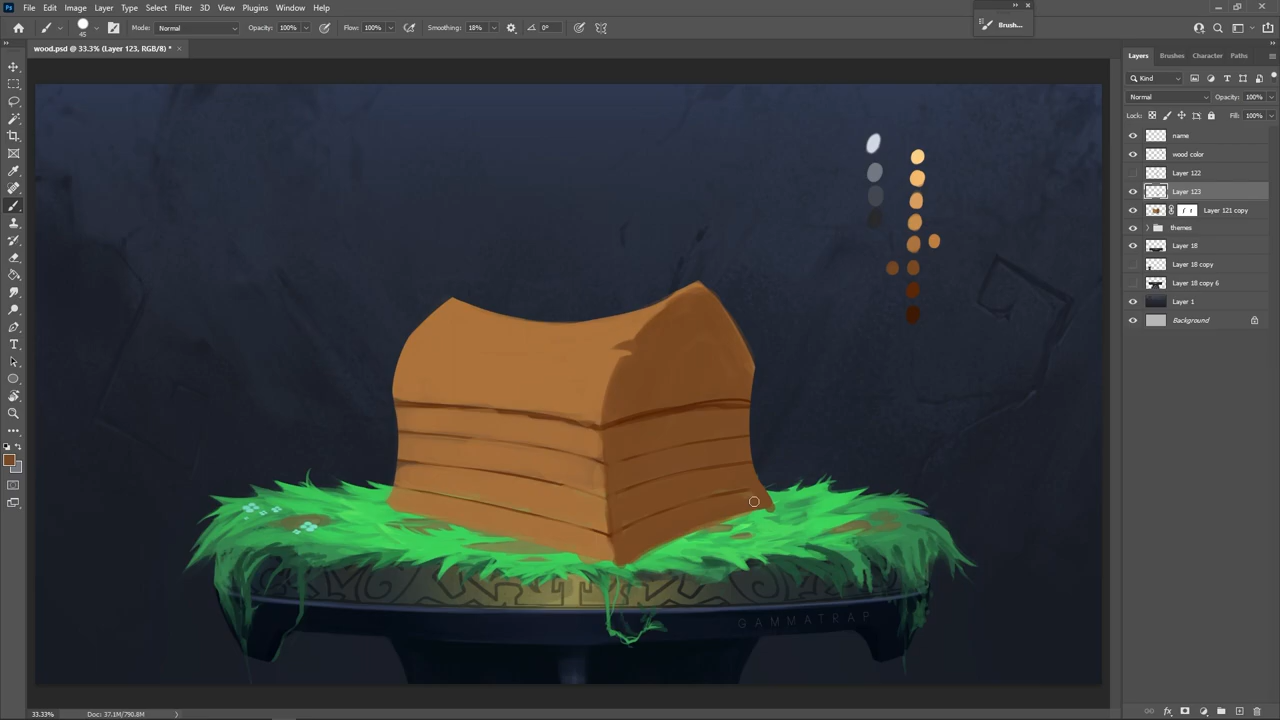 File Edit Image Layer Type Select Filter 3D View Plugins Window Help
45 Mode: Normal Opacity: 100% Flow: 100% Smoothing: 18% 0° Brush...
wood.psd @ 33.3% (Layer 123, RGB/8) *
Layers Brushes Character Paths
Kind
Normal Opacity: 100%
Lock: Fill: 100%
name
wood color
Layer 122
Layer 123
Layer 121 copy
themes
Layer 18
Layer 18 copy
Layer 18 copy 6
Layer 1
Background
GAMMATRAP
33.33% Doc: 37.1M/790.8M